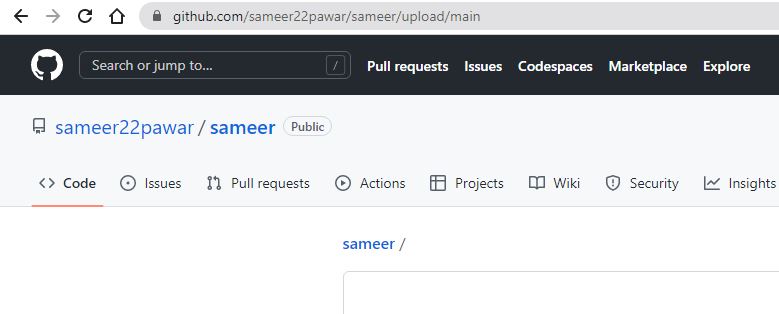 github.com/sameer22pawar/sameer/upload/main
Search or jump to... / Pull requests Issues Codespaces Marketplace Explore
sameer22pawar / sameer Public
<> Code Issues Pull requests Actions Projects Wiki Security Insights
sameer /